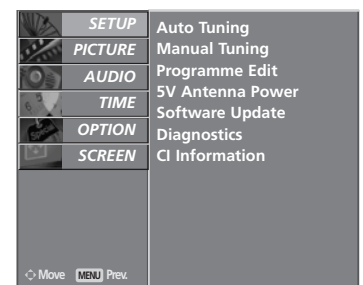 SETUP
PICTURE
AUDIO
TIME
OPTION
SCREEN
Auto Tuning
Manual Tuning
Programme Edit
5V Antenna Power
Software Update
Diagnostics
CI Information
Move MENU Prev.